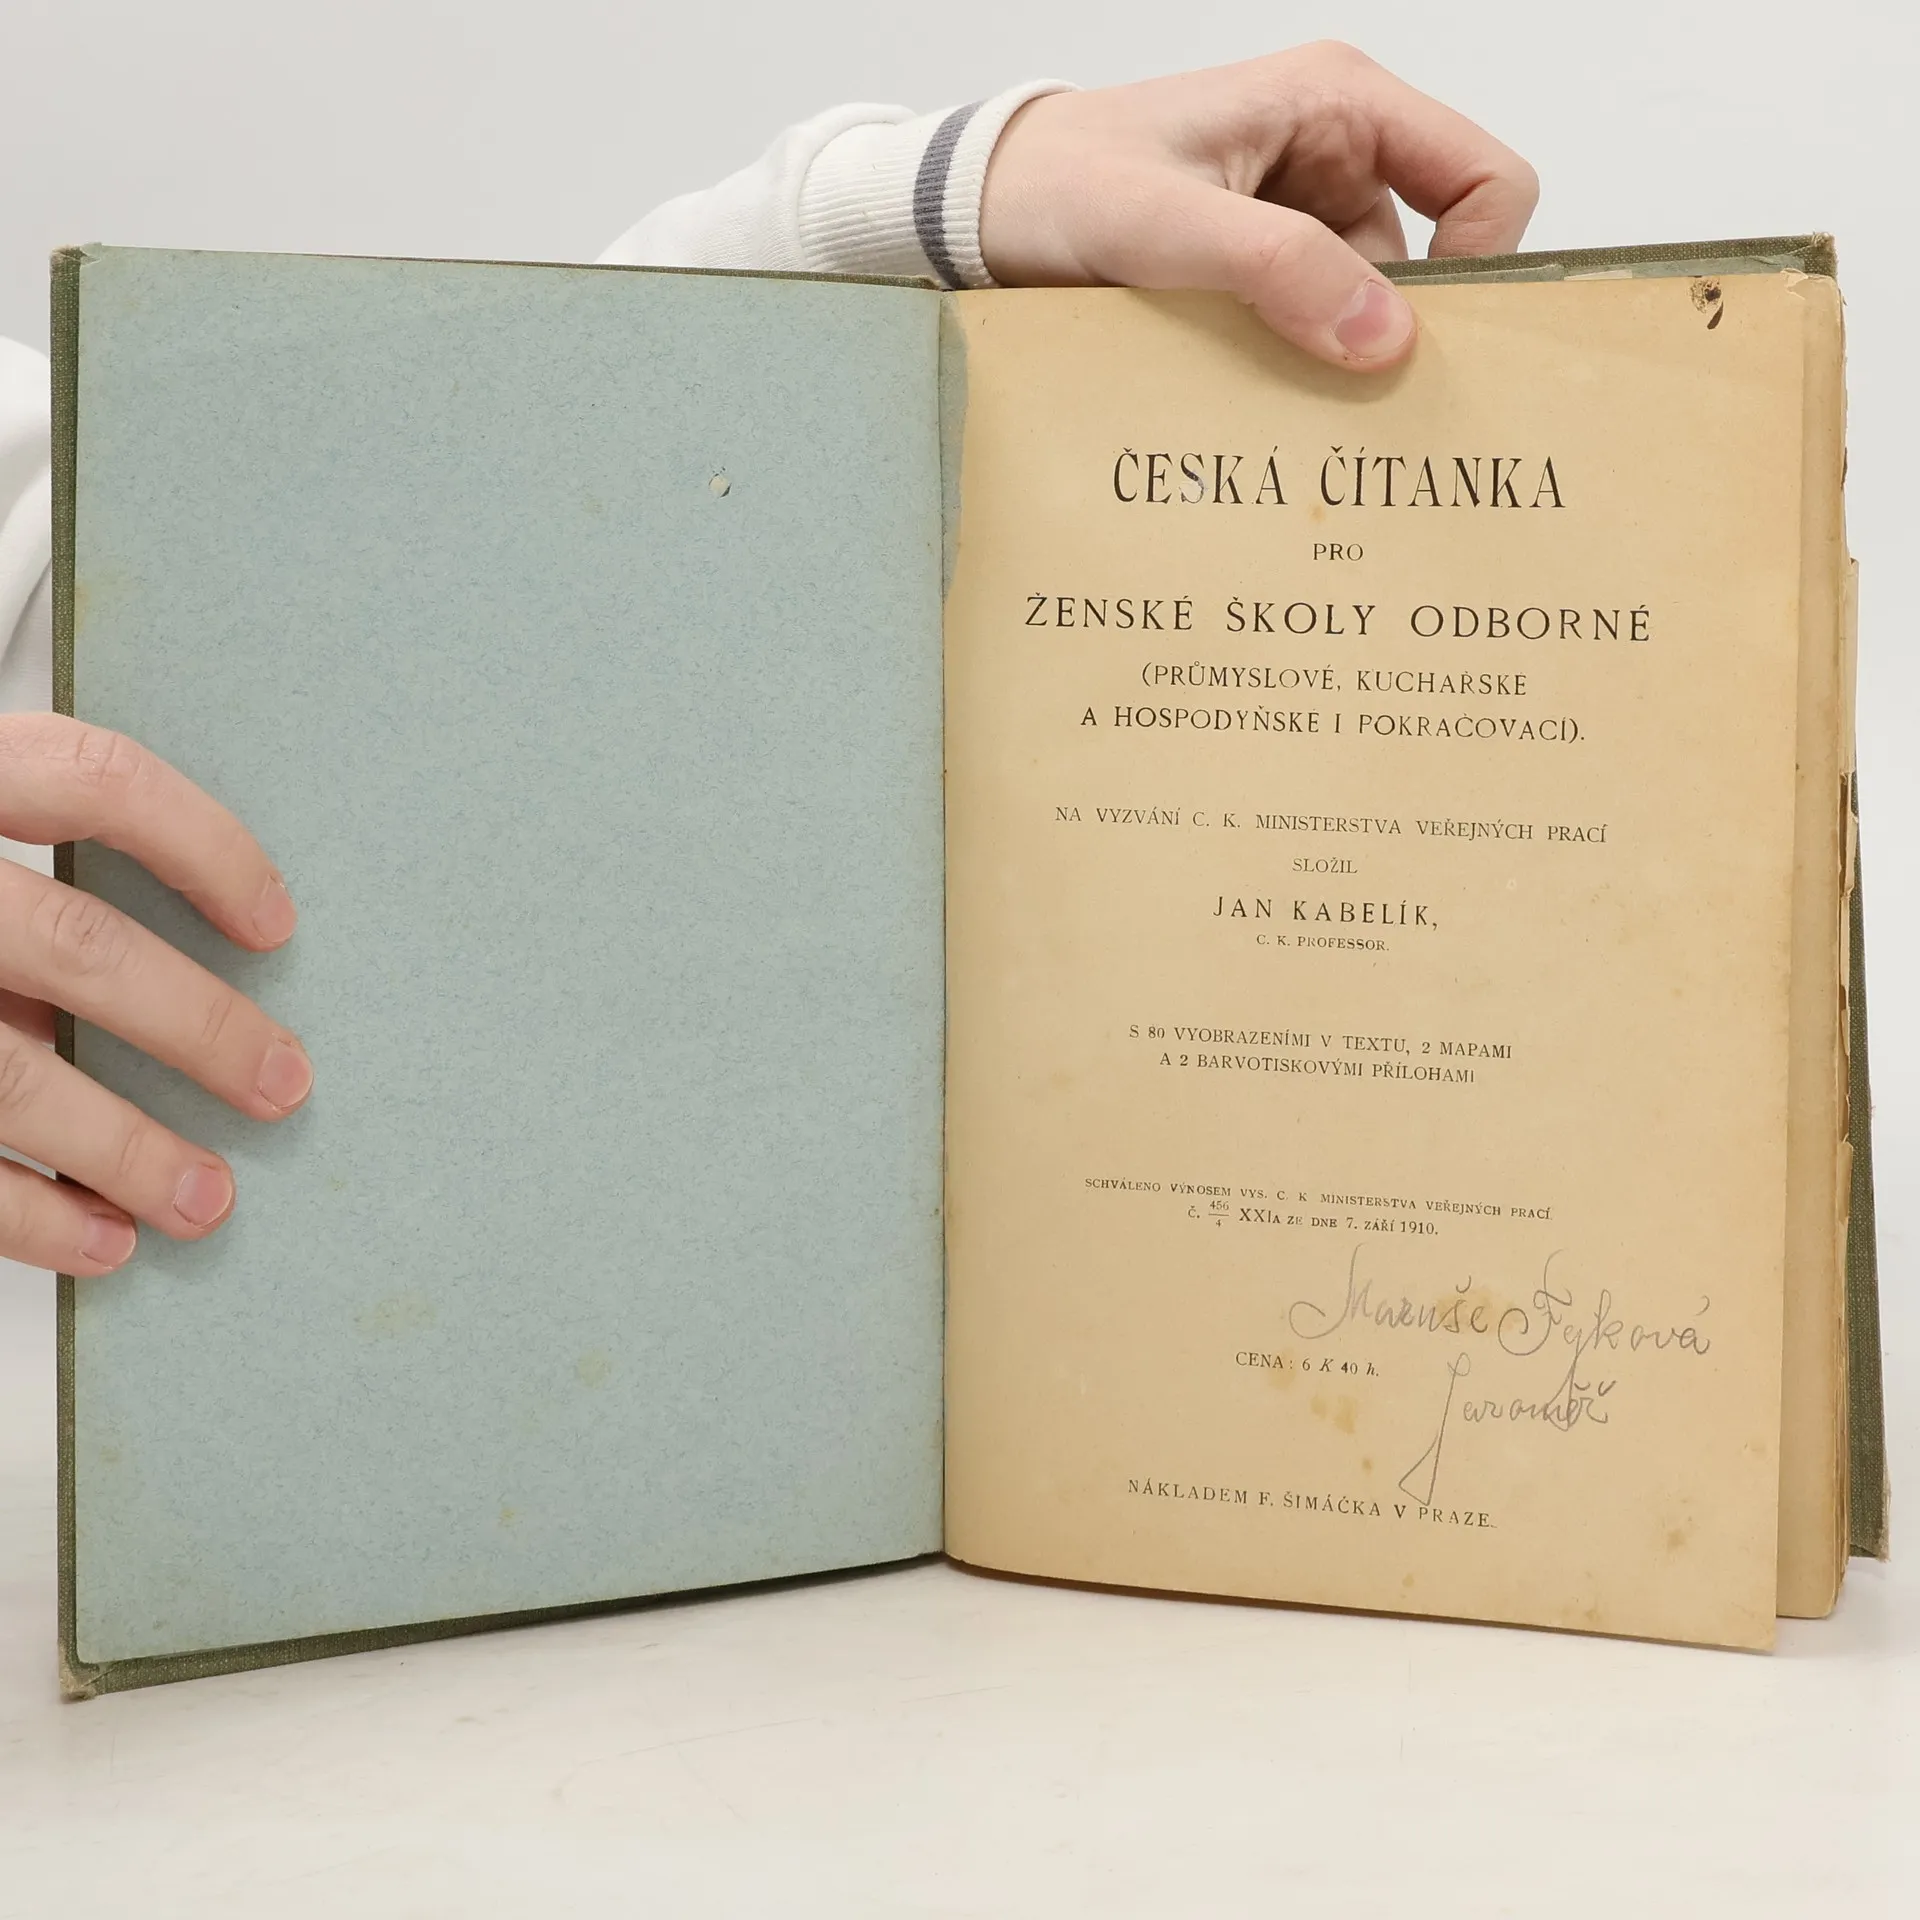 ČESKÁ ČÍTANKA
PRO
ŽENSKÉ ŠKOLY ODBORNÉ
(PRŮMYSLOVÉ, KUCHAŘSKÉ
A HOSPODYŇSKÉ I POKRAČOVACÍ).
NA VYZVÁNÍ C. K. MINISTERSTVA VEŘEJNÝCH PRACÍ
SLOŽIL
JAN KABELÍK,
C. K. PROFESSOR.
S 80 VYOBRAZENÍMI V TEXTU, 2 MAPAMI
A 2 BARVOTISKOVÝMI PŘÍLOHAMI
SCHVÁLENO VÝNOSEM VYS. C. K MINISTERSTVA VEŘEJNÝCH PRACÍ
Č. 456/4 XXIA ZE DNE 7. ZÁŘÍ 1910.
Maruše Fyková
CENA: 6 K 40 h.
Jaroměř
NÁKLADEM F. ŠIMÁČKA V PRAZE.